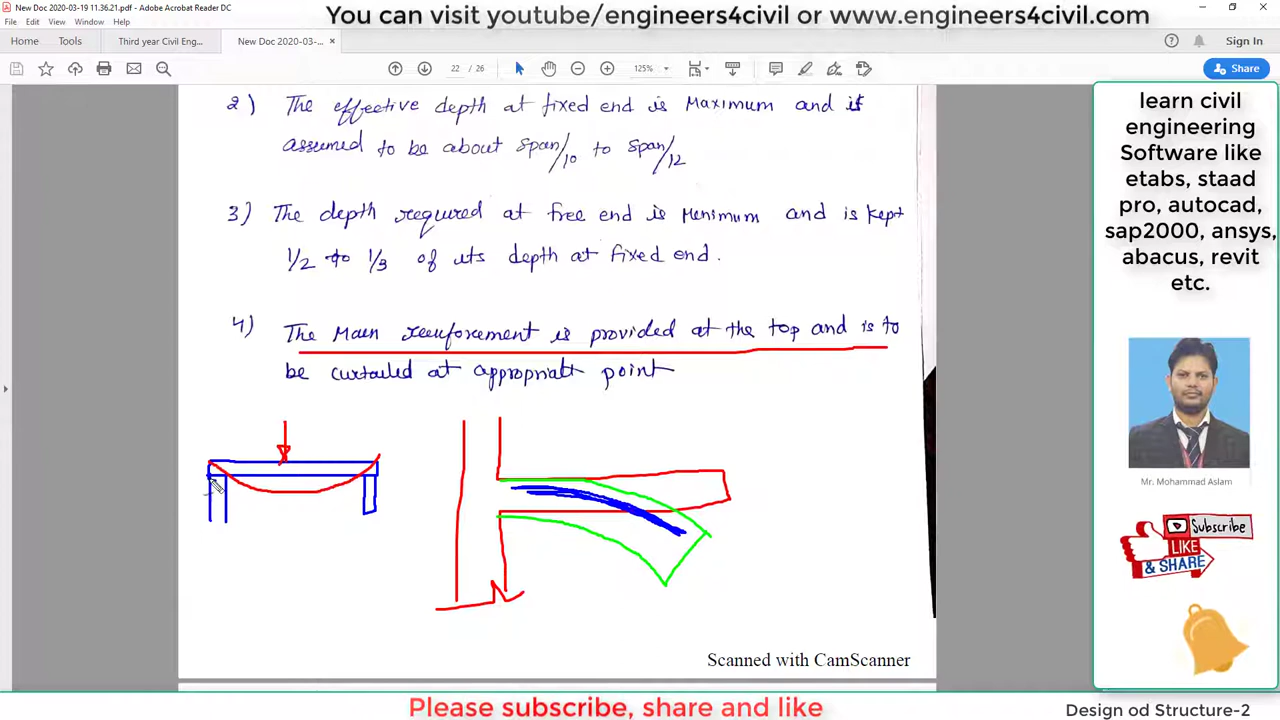 New Doc 2020-03-19 11.36.21.pdf - Adobe Acrobat Reader DC
You can visit youtube/engineers4civil or www.engineers4civil.com
File Edit View Window Help
Home Tools Third year Civil Eng... New Doc 2020-03-... × Sign In
22 / 26 125% Share
2) The effective depth at fixed end is Maximum and is
assumed to be about span/10 to span/12
3) The depth required at free end is Menimum and is kept
1/2 to 1/3 of uts depth at fixed end.
4) The Main reenforcement is provided at the top and is to
be curtailed at appropriate point
Scanned with CamScanner
learn civil
engineering
Software like
etabs, staad
pro, autocad,
sap2000, ansys,
abacus, revit
etc.
Mr. Mohammad Aslam
Subscribe
LIKE
& SHARE
Please subscribe, share and like
Design od Structure-2